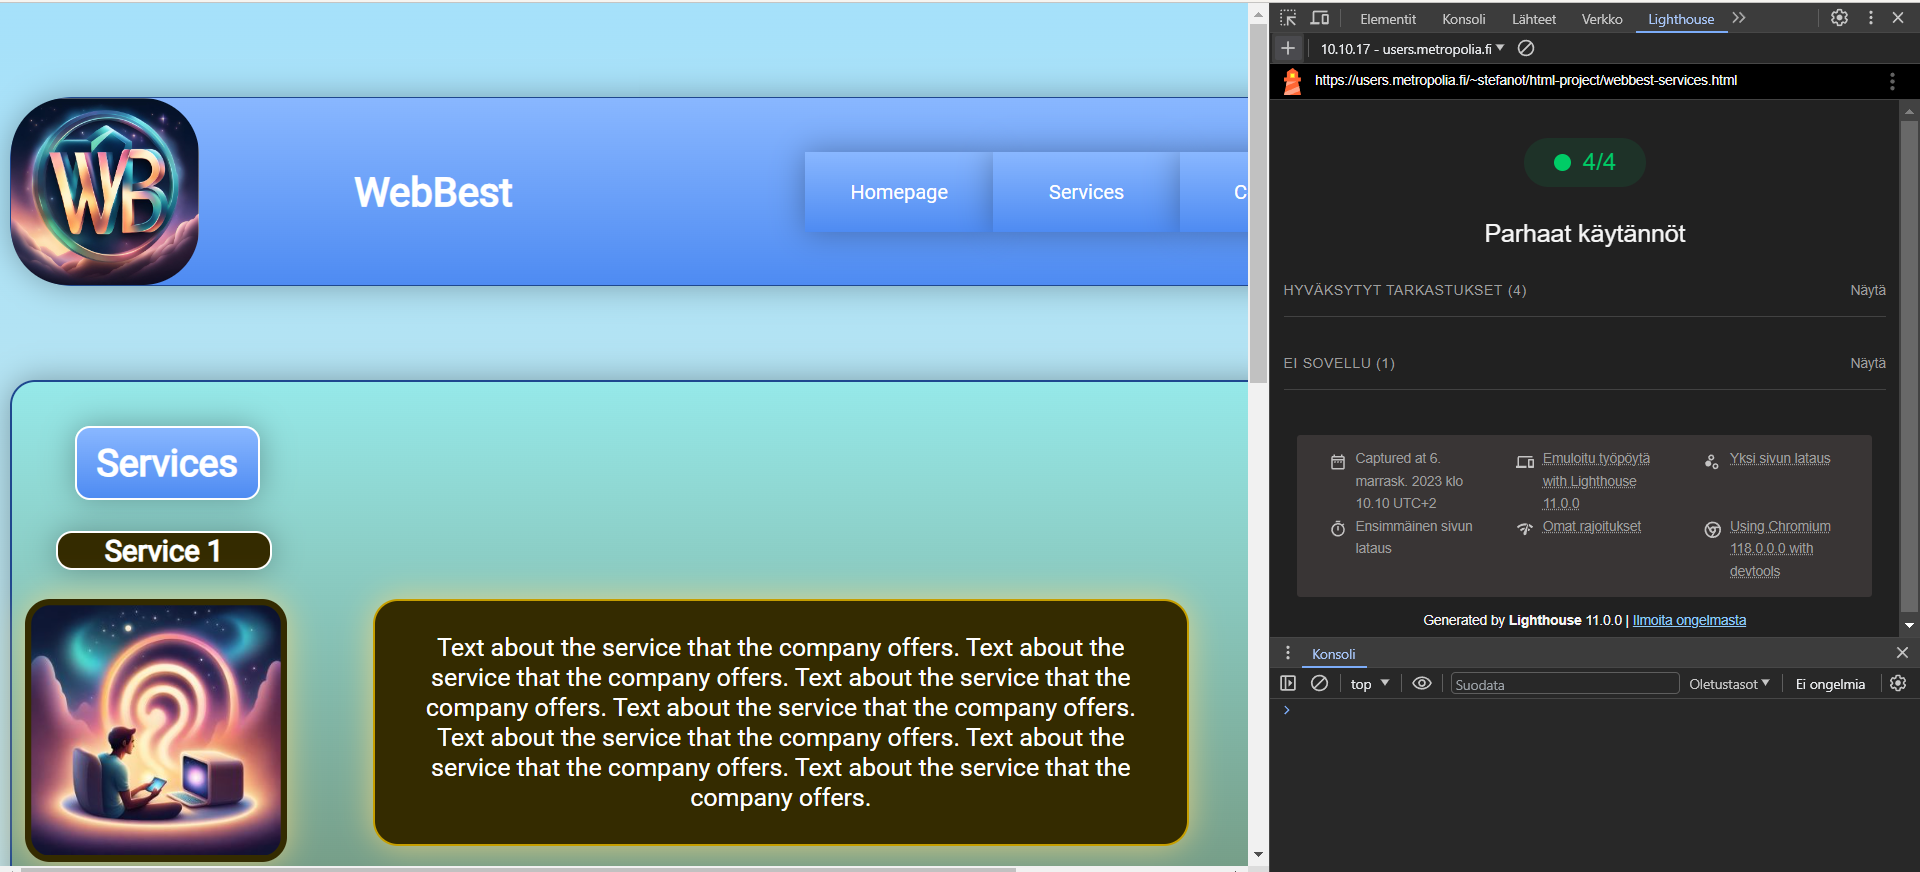 WB
WebBest
Homepage
Services
C
Services
Service 1
Text about the service that the company offers. Text about the
service that the company offers. Text about the service that the
company offers. Text about the service that the company offers.
Text about the service that the company offers. Text about the
service that the company offers. Text about the service that the
company offers.
Elementit
Konsoli
Lähteet
Verkko
Lighthouse
10.10.17 - users.metropolia.fi
https://users.metropolia.fi/~stefanot/html-project/webbest-services.html
4/4
Parhaat käytännöt
HYVÄKSYTYT TARKASTUKSET (4)
Näytä
EI SOVELLU (1)
Näytä
Captured at 6.
marrask. 2023 klo
10.10 UTC+2
Emuloitu työpöytä
with Lighthouse
11.0.0
Yksi sivun lataus
Ensimmäinen sivun
lataus
Omat rajoitukset
Using Chromium
118.0.0.0 with
devtools
Generated by Lighthouse 11.0.0 | Ilmoita ongelmasta
Konsoli
top
Suodata
Oletustasot
Ei ongelmia